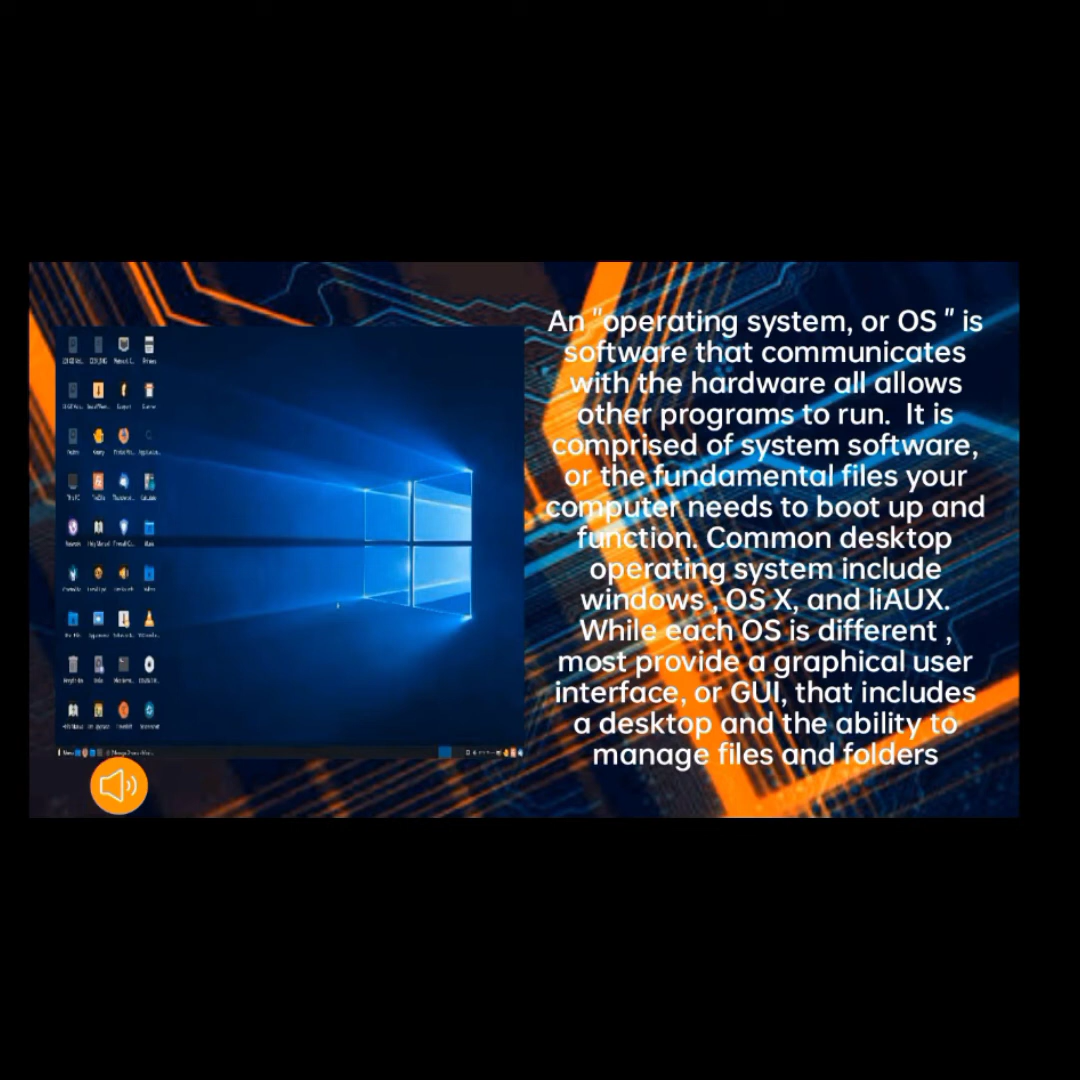 An "operating system, or OS " is
software that communicates
with the hardware all allows
other programs to run.  It is
comprised of system software,
or the fundamental files your
computer needs to boot up and
function. Common desktop
operating system include
windows , OS X, and liAUX.
While each OS is different ,
most provide a graphical user
interface, or GUI, that includes
a desktop and the ability to
manage files and folders